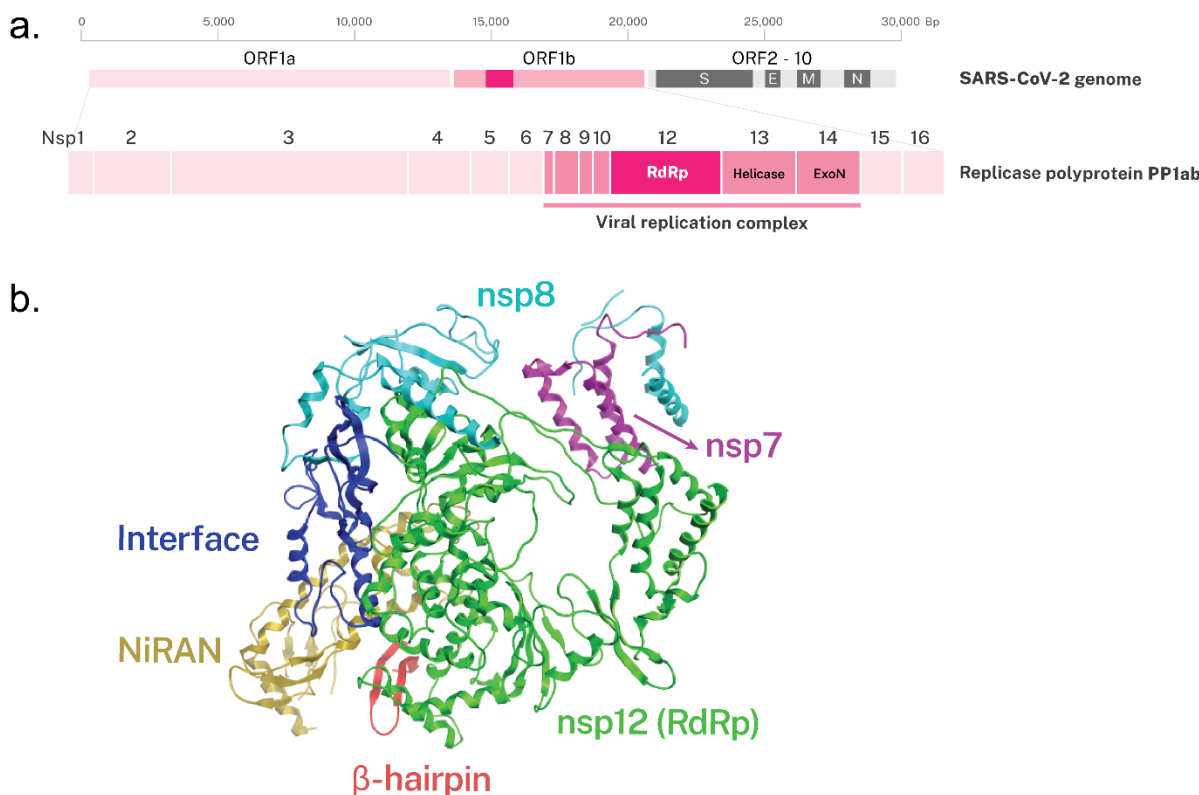 a.
0 5,000 10,000 15,000 20,000 25,000 30,000 Bp
ORF1a ORF1b ORF2 - 10
S E M N SARS-CoV-2 genome
Nsp1 2 3 4 5 6 7 8 9 10 12 13 14 15 16
RdRp Helicase ExoN Replicase polyprotein PP1ab
Viral replication complex
b.
nsp8
nsp7
Interface
NiRAN
nsp12 (RdRp)
β-hairpin